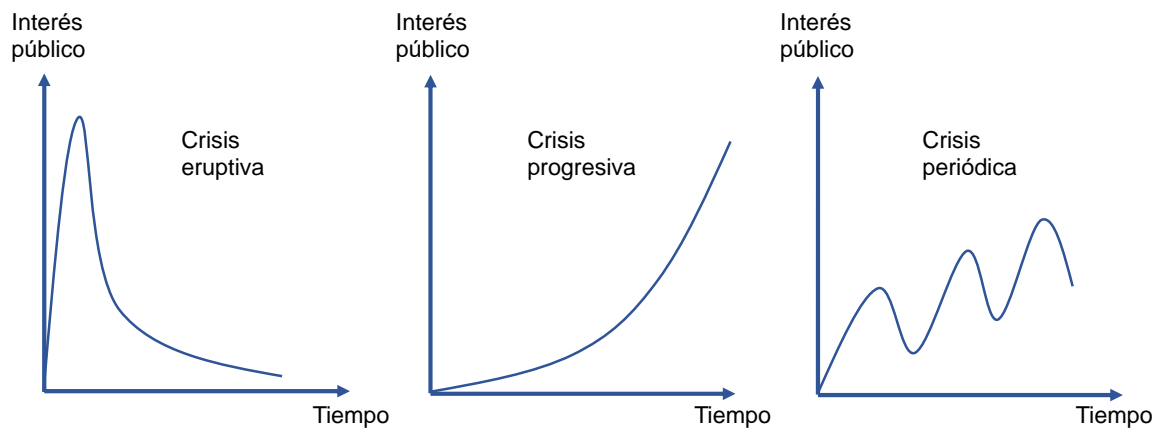 Interés
público
Crisis
eruptiva
Tiempo
Interés
público
Crisis
progresiva
Tiempo
Interés
público
Crisis
periódica
Tiempo